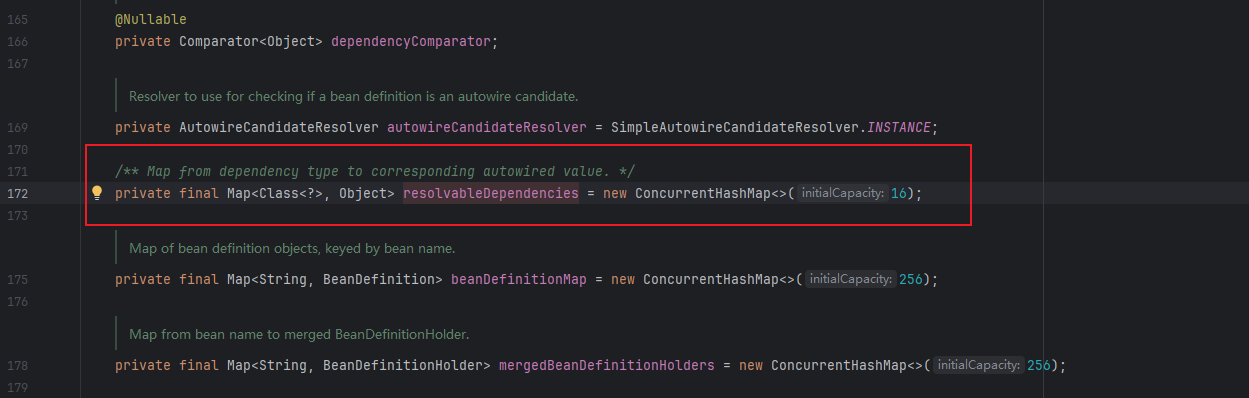 165 @Nullable
166 private Comparator<Object> dependencyComparator;
167
Resolver to use for checking if a bean definition is an autowire candidate.
169 private AutowireCandidateResolver autowireCandidateResolver = SimpleAutowireCandidateResolver.INSTANCE;
170
171 /** Map from dependency type to corresponding autowired value. */
172 private final Map<Class<?>, Object> resolvableDependencies = new ConcurrentHashMap<>( initialCapacity: 16);
173
Map of bean definition objects, keyed by bean name.
175 private final Map<String, BeanDefinition> beanDefinitionMap = new ConcurrentHashMap<>( initialCapacity: 256);
176
Map from bean name to merged BeanDefinitionHolder.
178 private final Map<String, BeanDefinitionHolder> mergedBeanDefinitionHolders = new ConcurrentHashMap<>( initialCapacity: 256);
179